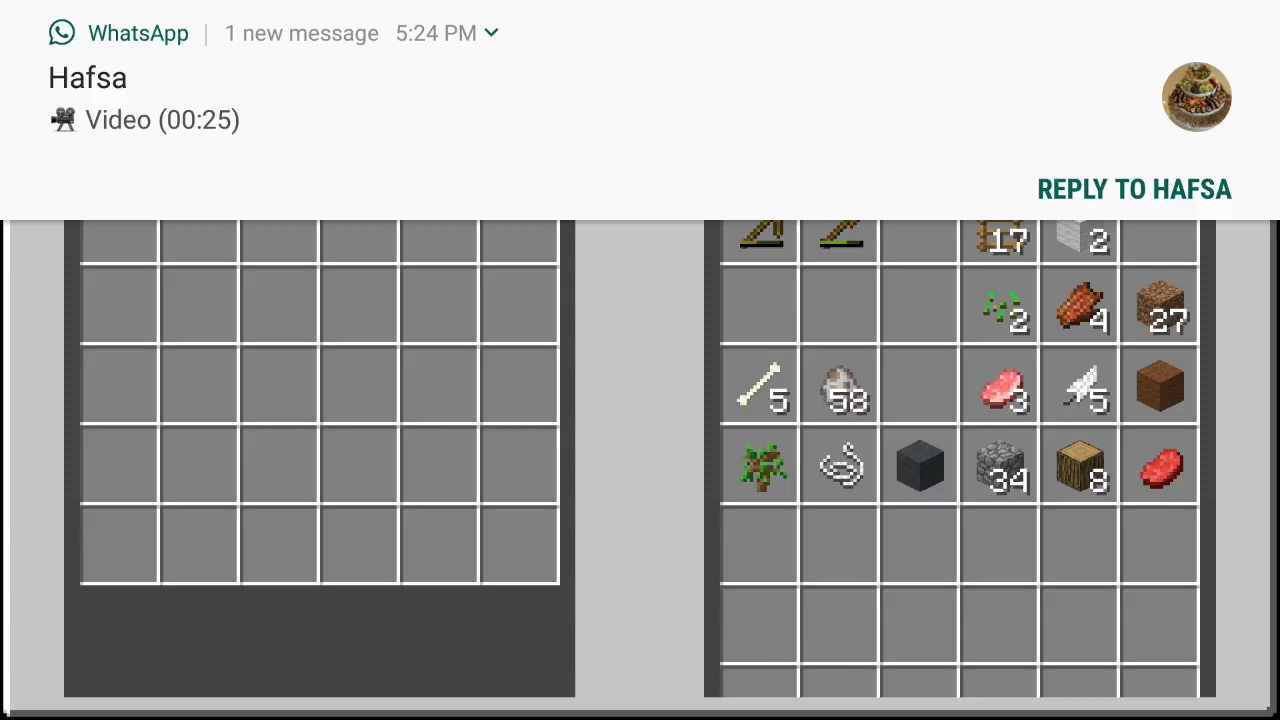 WhatsApp | 1 new message 5:24 PM
Hafsa
Video (00:25)
REPLY TO HAFSA
17 2
2 4 27
5 58 3 5
34 8